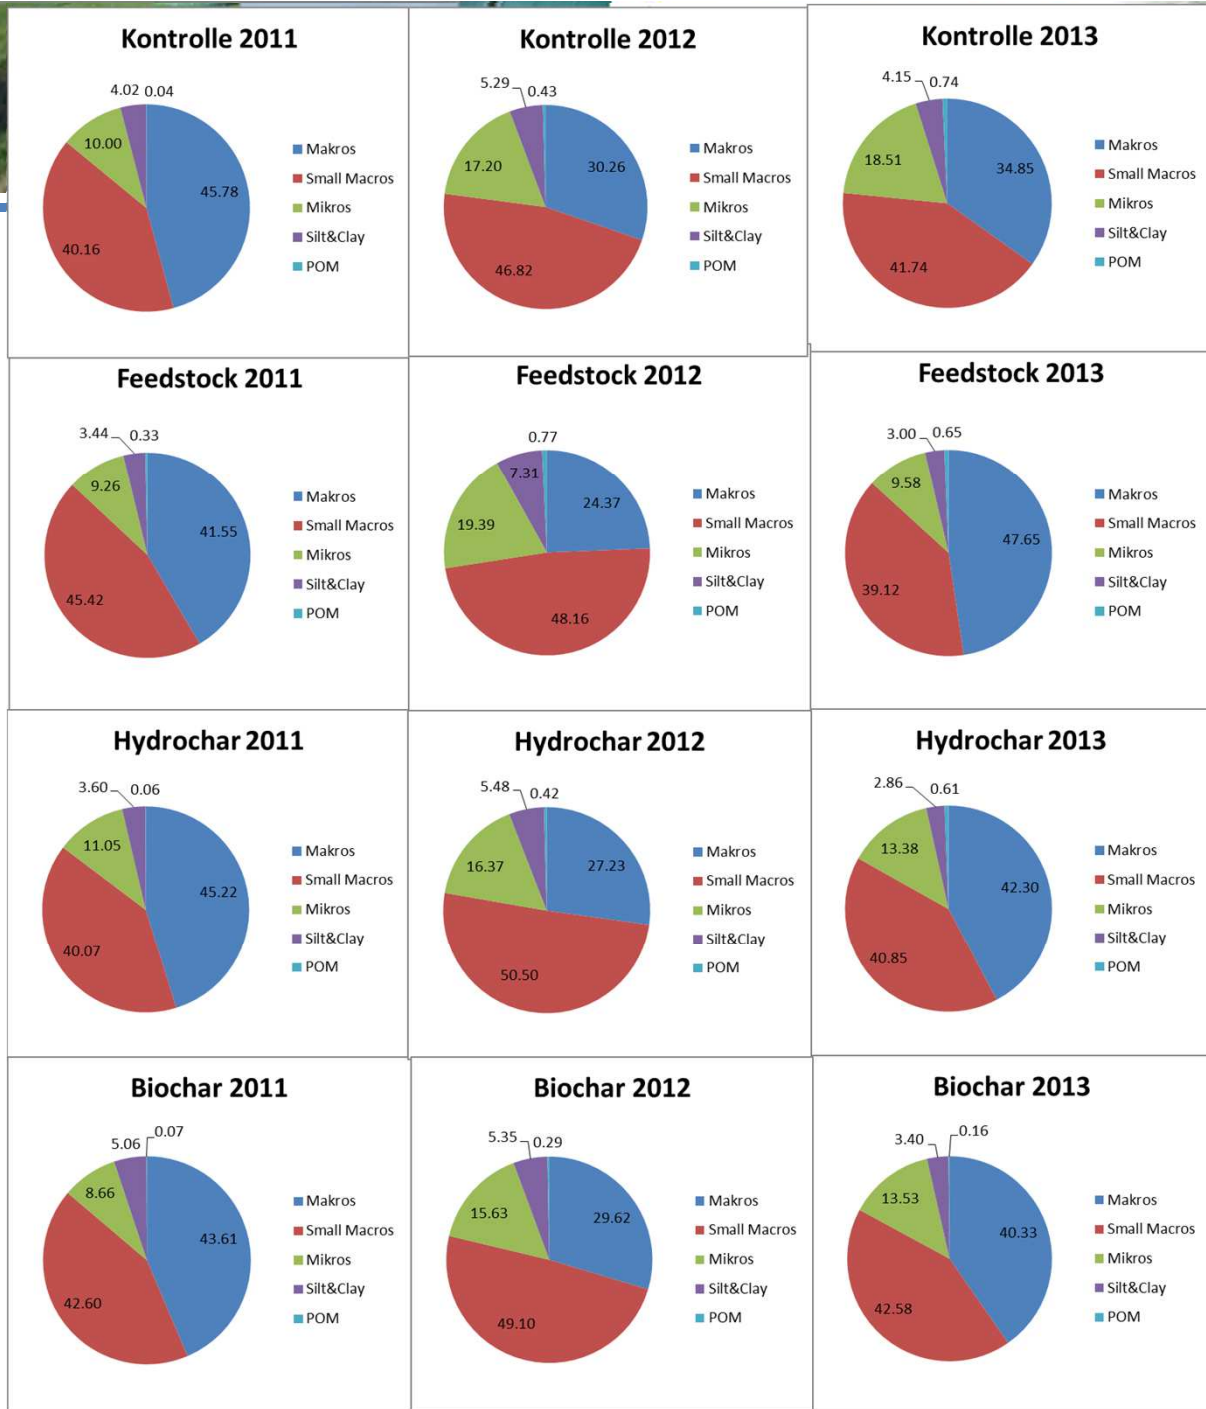 Kontrolle 2011
4.02 0.04
10.00
45.78
40.16
Makros
Small Macros
Mikros
Silt&Clay
POM
Kontrolle 2012
5.29 0.43
17.20
30.26
46.82
Makros
Small Macros
Mikros
Silt&Clay
POM
Kontrolle 2013
4.15 0.74
18.51
34.85
41.74
Makros
Small Macros
Mikros
Silt&Clay
POM
Feedstock 2011
3.44 0.33
9.26
41.55
45.42
Makros
Small Macros
Mikros
Silt&Clay
POM
Feedstock 2012
0.77
7.31
19.39
24.37
48.16
Makros
Small Macros
Mikros
Silt&Clay
POM
Feedstock 2013
3.00 0.65
9.58
47.65
39.12
Makros
Small Macros
Mikros
Silt&Clay
POM
Hydrochar 2011
3.60 0.06
11.05
45.22
40.07
Makros
Small Macros
Mikros
Silt&Clay
POM
Hydrochar 2012
5.48 0.42
16.37
27.23
50.50
Makros
Small Macros
Mikros
Silt&Clay
POM
Hydrochar 2013
2.86 0.61
13.38
42.30
40.85
Makros
Small Macros
Mikros
Silt&Clay
POM
Biochar 2011
5.06 0.07
8.66
43.61
42.60
Makros
Small Macros
Mikros
Silt&Clay
POM
Biochar 2012
5.35 0.29
15.63
29.62
49.10
Makros
Small Macros
Mikros
Silt&Clay
POM
Biochar 2013
3.40 0.16
13.53
40.33
42.58
Makros
Small Macros
Mikros
Silt&Clay
POM